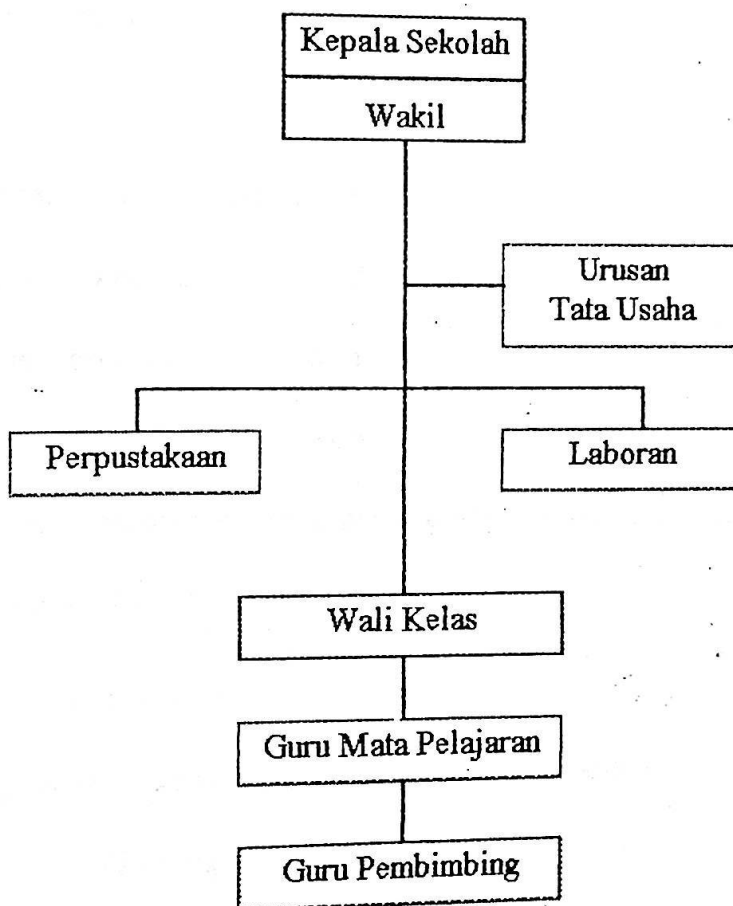 Kepala Sekolah
Wakil
Urusan
Tata Usaha
Perpustakaan
Laboran
Wali Kelas
Guru Mata Pelajaran
Guru Pembimbing